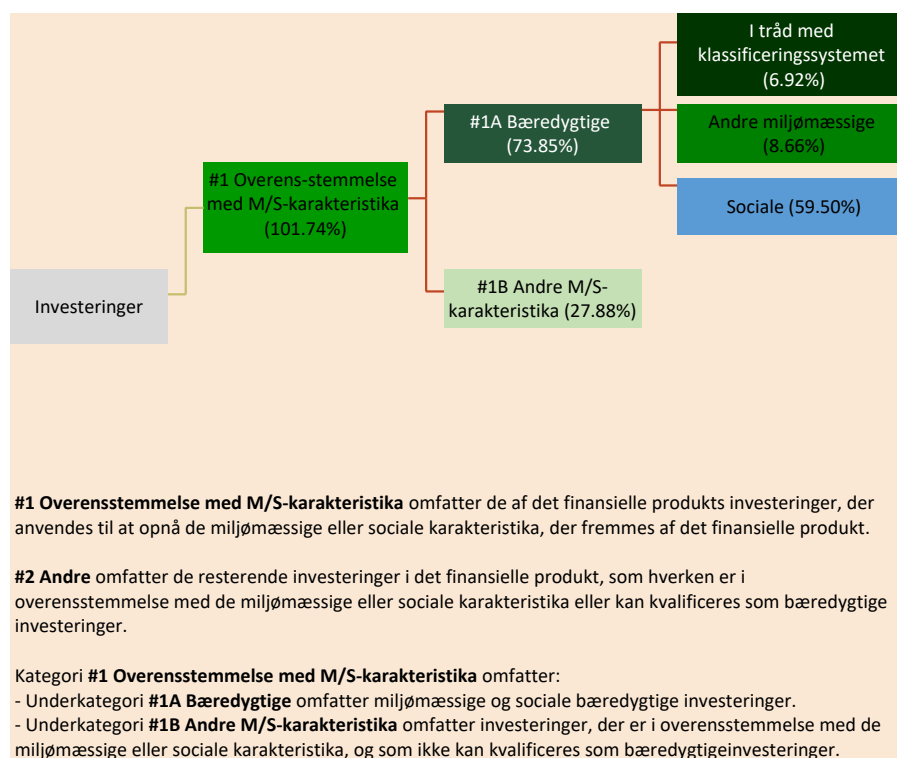 I tråd med
klassificeringssystemet
(6.92%)
#1A Bæredygtige
(73.85%)
Andre miljømæssige
(8.66%)
#1 Overens-stemmelse
med M/S-karakteristika
(101.74%)
Sociale (59.50%)
Investeringer
#1B Andre M/S-
karakteristika (27.88%)
#1 Overensstemmelse med M/S-karakteristik omfatter de af det finansielle produkts investeringer, der
anvendes til at opnå de miljømæssige eller sociale karakteristika, der fremmes af det finansielle produkt.
#2 Andre omfatter de resterende investeringer i det finansielle produkt, som hverken er i
overensstemmelse med de miljømæssige eller sociale karakteristika eller kan kvalificeres som bæredygtige
investeringer.
Kategori #1 Overensstemmelse med M/S-karakteristik omfatter:
- Underkategori #1A Bæredygtige omfatter miljømæssige og sociale bæredygtige investeringer.
- Underkategori #1B Andre M/S-karakteristika omfatter investeringer, der er i overensstemmelse med de
miljømæssige eller sociale karakteristika, og som ikke kan kvalificeres som bæredygtigeinvesteringer.